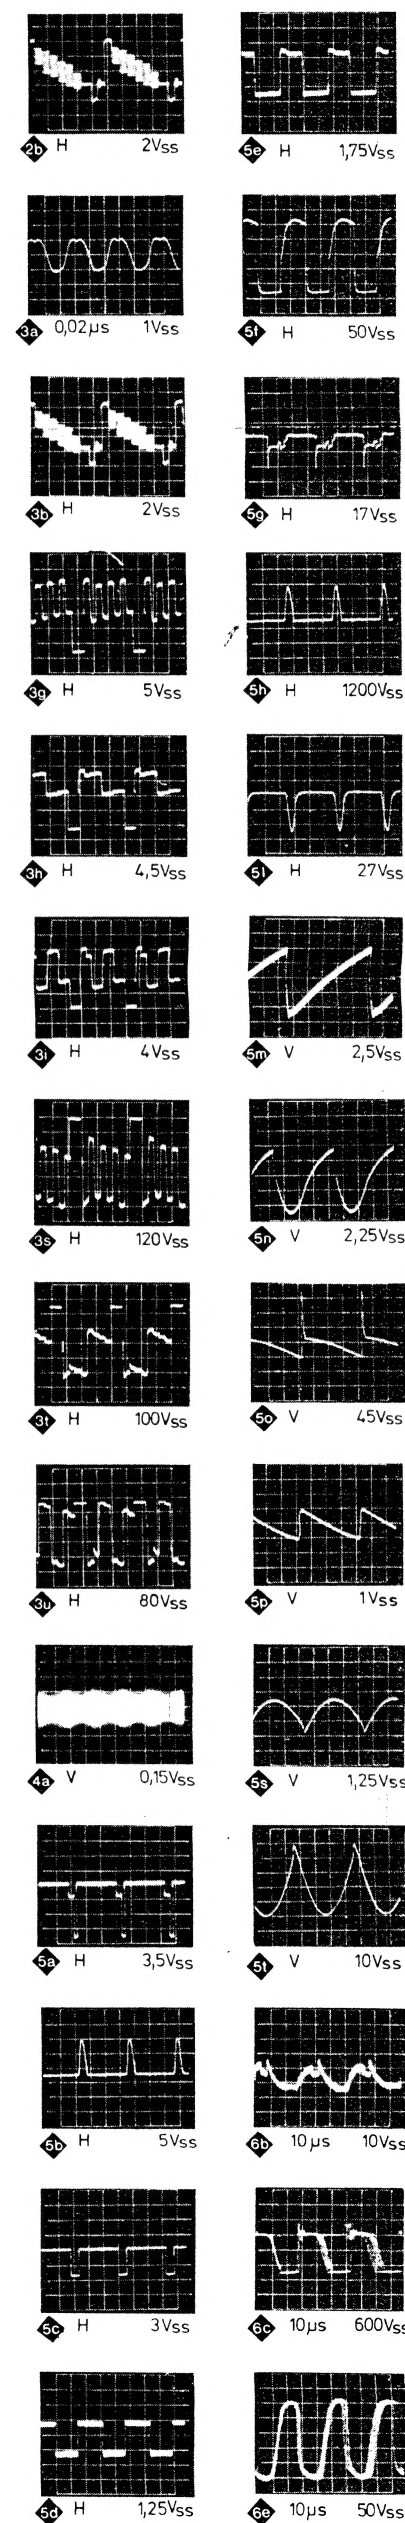 2b H 2Vss
5e H 1,75Vss
3a 0,02µs 1Vss
5f H 50Vss
3b H 2Vss
5g H 17Vss
3g H 5Vss
5h H 1200Vss
3h H 4,5Vss
5l H 27Vss
3i H 4Vss
5m V 2,5Vss
3s H 120Vss
5n V 2,25Vss
3t H 100Vss
5o V 45Vss
3u H 80Vss
5p V 1Vss
4a V 0,15Vss
5s V 1,25Vss
5a H 3,5Vss
5t V 10Vss
5b H 5Vss
6b 10µs 10Vss
5c H 3Vss
6c 10µs 600Vss
5d H 1,25Vss
6e 10µs 50Vss